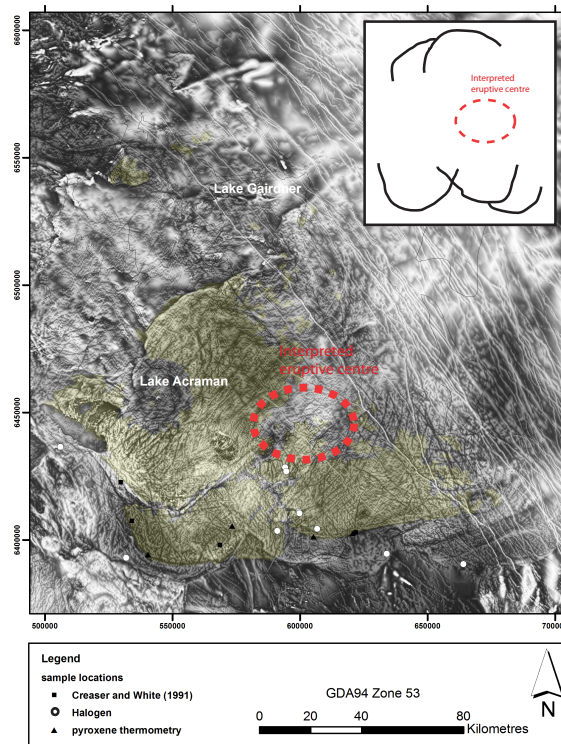 6600000
Interpreted
eruptive centre
6550000
Lake Gairdner
6500000
Interpreted
eruptive centre
Lake Acraman
6450000
6400000
500000 550000 600000 650000 70000
Legend
sample locations
Creaser and White (1991)
Halogen
pyroxene thermometry
GDA94 Zone 53
0 20 40 80
Kilometres
N